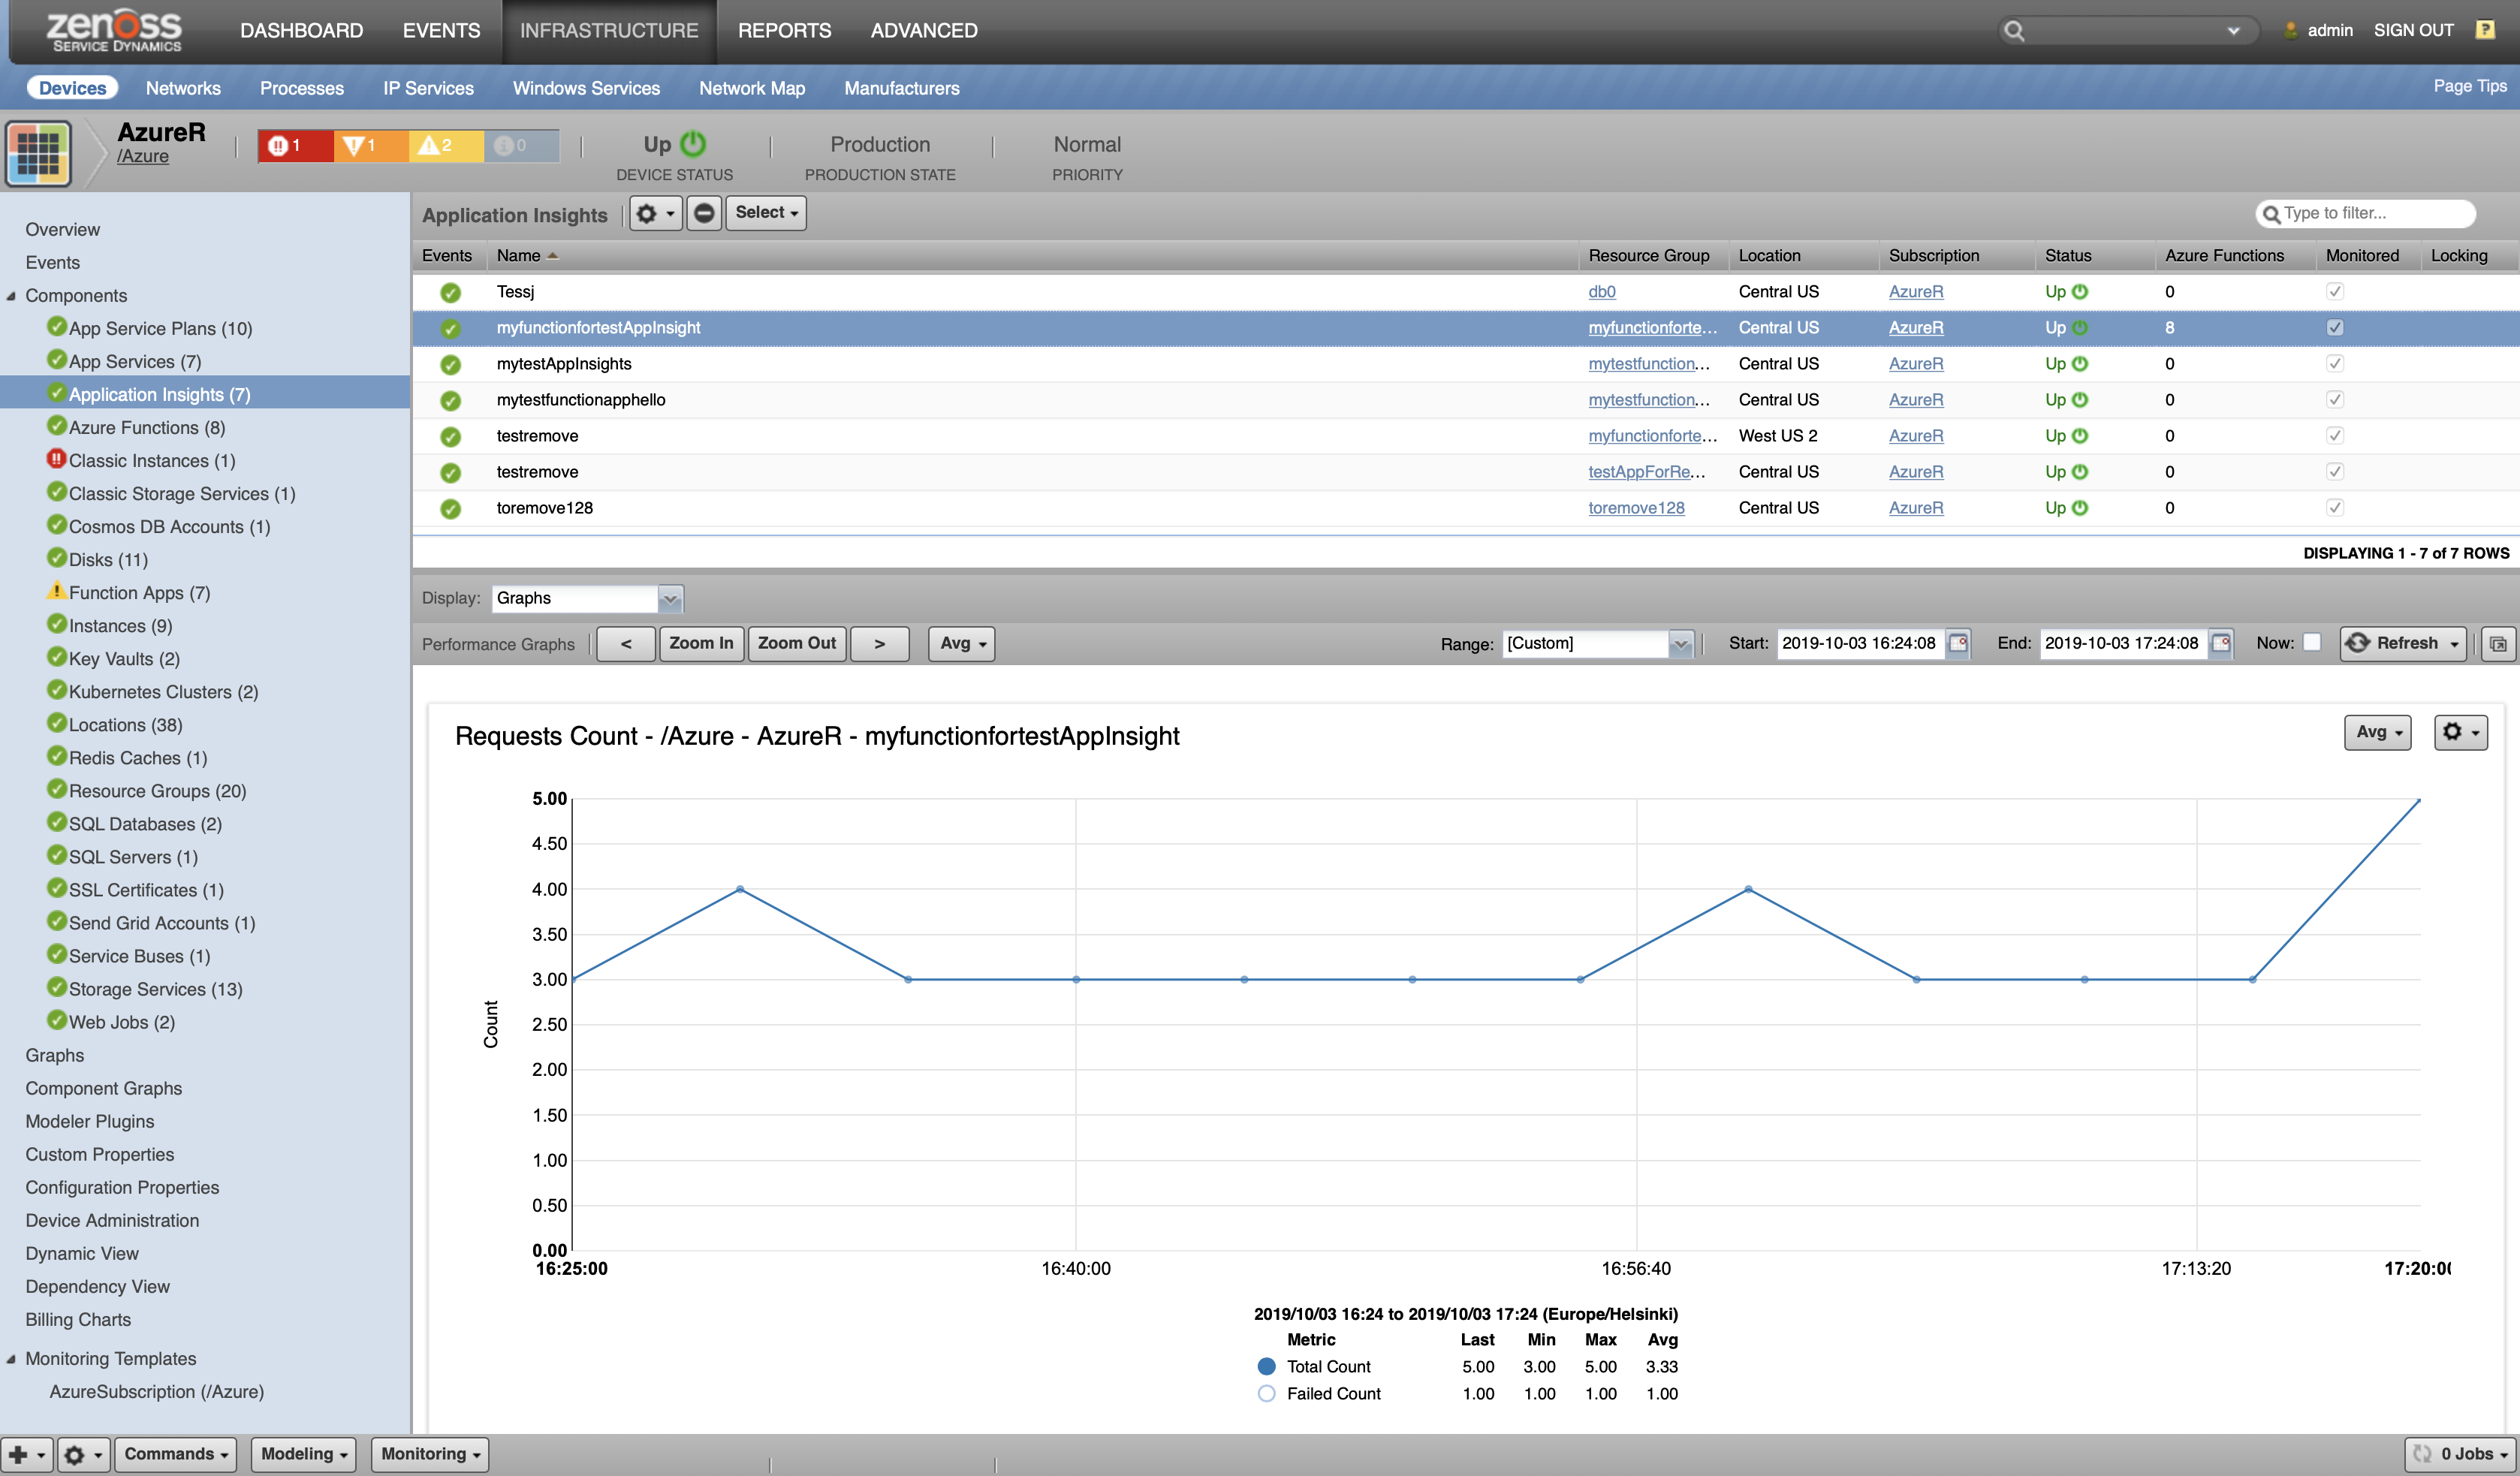 zenoss
SERVICE DYNAMICS
DASHBOARD EVENTS INFRASTRUCTURE REPORTS ADVANCED
admin SIGN OUT ?
Devices Networks Processes IP Services Windows Services Network Map Manufacturers
Page Tips
AzureR
/Azure
1 1 2 0
Up
DEVICE STATUS
Production
PRODUCTION STATE
Normal
PRIORITY
Overview
Events
Components
App Service Plans (10)
App Services (7)
Application Insights (7)
Azure Functions (8)
Classic Instances (1)
Classic Storage Services (1)
Cosmos DB Accounts (1)
Disks (11)
Function Apps (7)
Instances (9)
Key Vaults (2)
Kubernetes Clusters (2)
Locations (38)
Redis Caches (1)
Resource Groups (20)
SQL Databases (2)
SQL Servers (1)
SSL Certificates (1)
Send Grid Accounts (1)
Service Buses (1)
Storage Services (13)
Web Jobs (2)
Graphs
Component Graphs
Modeler Plugins
Custom Properties
Configuration Properties
Device Administration
Dynamic View
Dependency View
Billing Charts
Monitoring Templates
AzureSubscription (/Azure)
Application Insights Select Type to filter...
Events Name Resource Group Location Subscription Status Azure Functions Monitored Locking
Tessj db0 Central US AzureR Up 0
myfunctionfortestAppInsight myfunctionforte... Central US AzureR Up 8
mytestAppInsights mytestfunction... Central US AzureR Up 0
mytestfunctionapphello mytestfunction... Central US AzureR Up 0
testremove myfunctionforte... West US 2 AzureR Up 0
testremove testAppForRe... Central US AzureR Up 0
toremove128 toremove128 Central US AzureR Up 0
DISPLAYING 1 - 7 of 7 ROWS
Display: Graphs
Performance Graphs < Zoom In Zoom Out > Avg Range: [Custom] Start: 2019-10-03 16:24:08 End: 2019-10-03 17:24:08 Now: Refresh
Requests Count - /Azure - AzureR - myfunctionfortestAppInsight Avg
5.00
4.50
4.00
3.50
3.00
2.50
2.00
1.50
1.00
0.50
0.00
Count
16:25:00 16:40:00 16:56:40 17:13:20 17:20:00
2019/10/03 16:24 to 2019/10/03 17:24 (Europe/Helsinki)
Metric Last Min Max Avg
Total Count 5.00 3.00 5.00 3.33
Failed Count 1.00 1.00 1.00 1.00
Commands Modeling Monitoring 0 Jobs